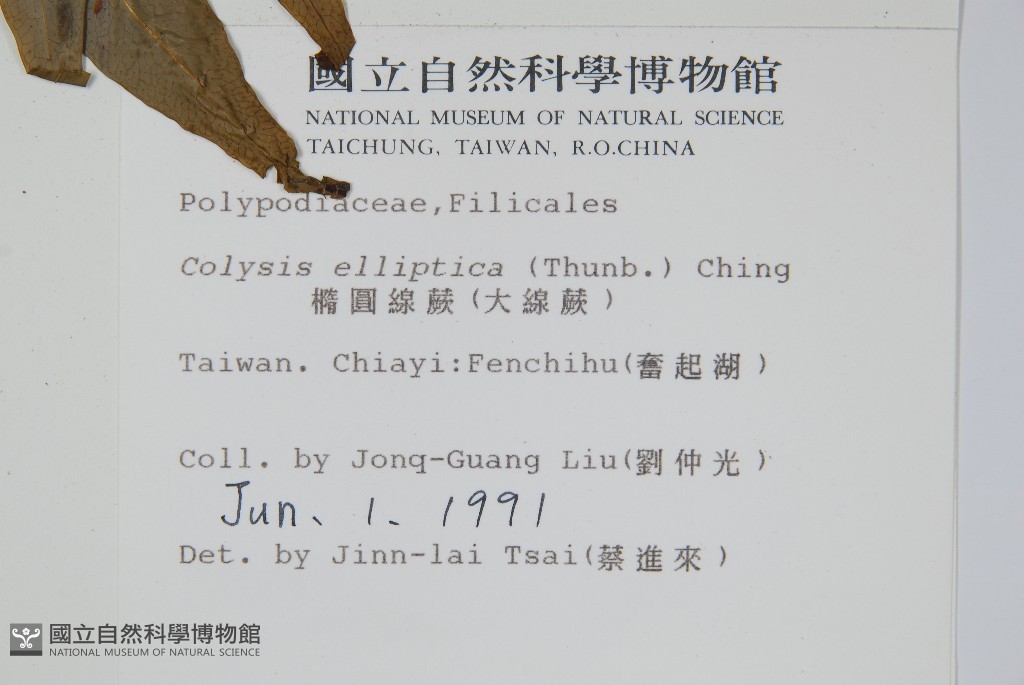 國立自然科學博物館
NATIONAL MUSEUM OF NATURAL SCIENCE
TAICHUNG, TAIWAN, R.O.CHINA
Polypodiaceae,Filicales
Colysis elliptica (Thunb.) Ching
橢圓線蕨(大線蕨)
Taiwan. Chiayi:Fenchihu(奮起湖)
Coll. by Jonq-Guang Liu(劉仲光)
Jun. 1. 1991
Det. by Jinn-lai Tsai(蔡進來)
國立自然科學博物館
NATIONAL MUSEUM OF NATURAL SCIENCE